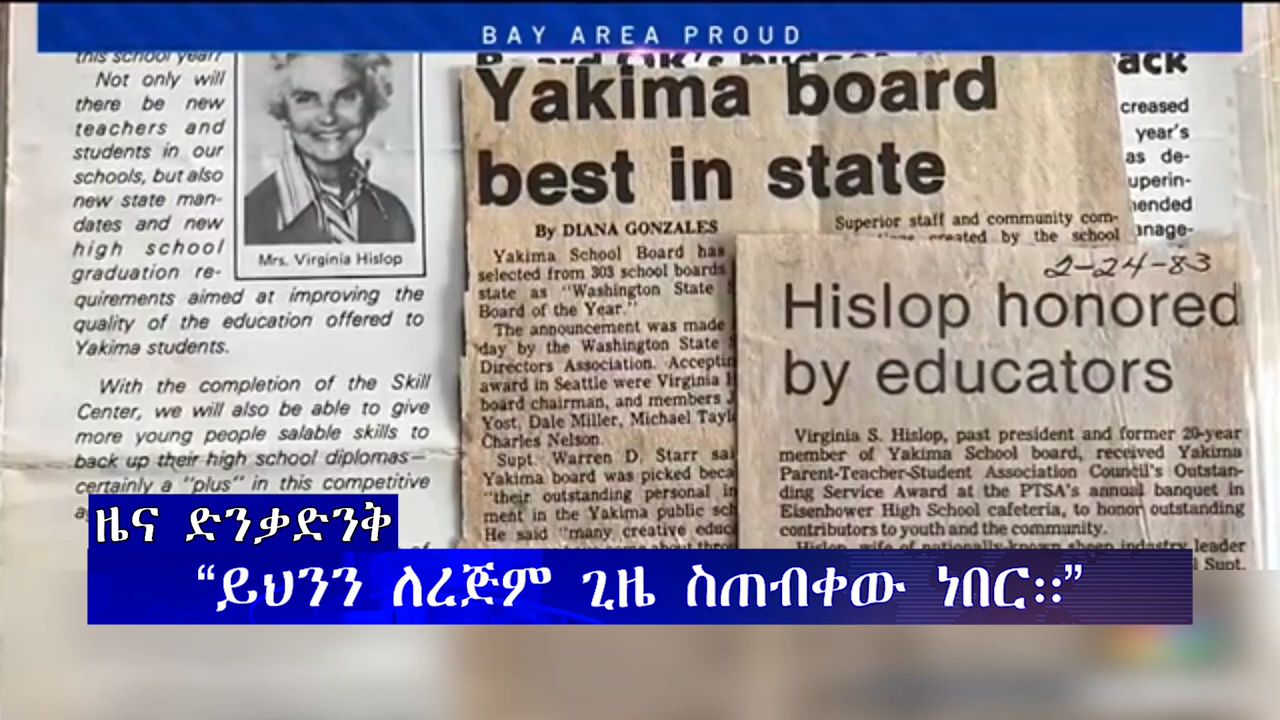 BAY AREA PROUD
this school year?
Not only will
there be new
teachers and
students in our
schools, but also
new state man-
dates and new
high school
graduation re-
quirements aimed at improving the
quality of the education offered to
Yakima students.
With the completion of the Skill
Center, we will also be able to give
more young people salable skills to
back up their high school diplomas—
certainly a "plus" in this competitive
Mrs. Virginia Hislop
Yakima board
best in state
By DIANA GONZALES
Yakima School Board has
selected from 303 school boards
state as "Washington State
Board of the Year."
The announcement was made
day by the Washington State
Directors Association. Accepti
award in Seattle were Virginia
board chairman, and members
Yost, Dale Miller, Michael Tayl
Charles Nelson.
Supt. Warren D. Starr sai
Yakima board was picked beca
"their outstanding personal in
ment in the Yakima public sch
He said "many creative educ
Superior staff and community com-
created by the school
creased
year's
as de-
uperin-
anage-
2-24-83
Hislop honored
by educators
Virginia S. Hislop, past president and former 20-year
member of Yakima School board, received Yakima
Parent-Teacher-Student Association Council's Outstan-
ding Service Award at the PTSA's annual banquet in
Eisenhower High School cafeteria, to honor outstanding
contributors to youth and the community.
Hislop, wife of nationally-known sheep industry leader
ዜና ድንቃድንቅ
“ይህንን ለረጅም ጊዜ ስጠብቀው ነበር።”